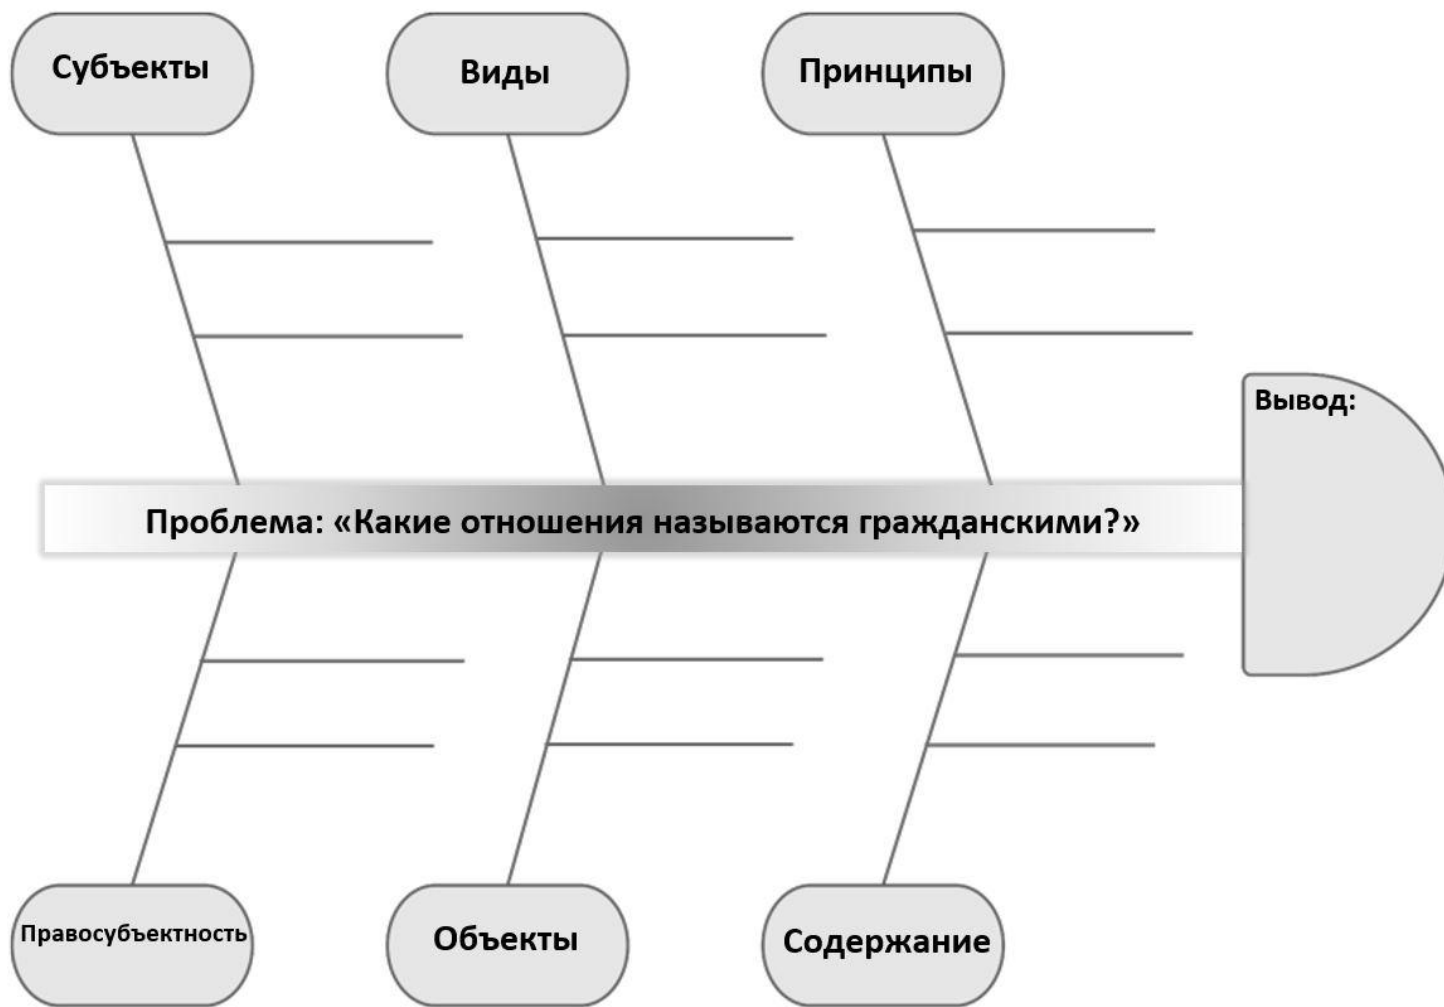 Субъекты
Виды
Принципы
Вывод:
Проблема: «Какие отношения называются гражданскими?»
Правосубъектность
Объекты
Содержание